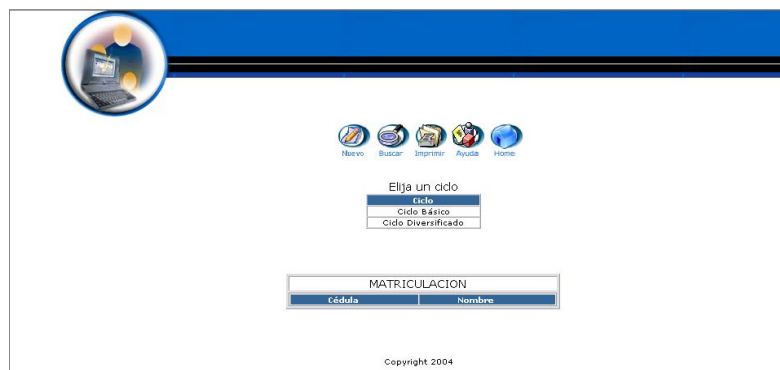 Nuevo Buscar Imprimir Ayuda Home
Elija un ciclo
Ciclo
Ciclo Básico
Ciclo Diversificado
MATRICULACION
Cédula Nombre
Copyright 2004